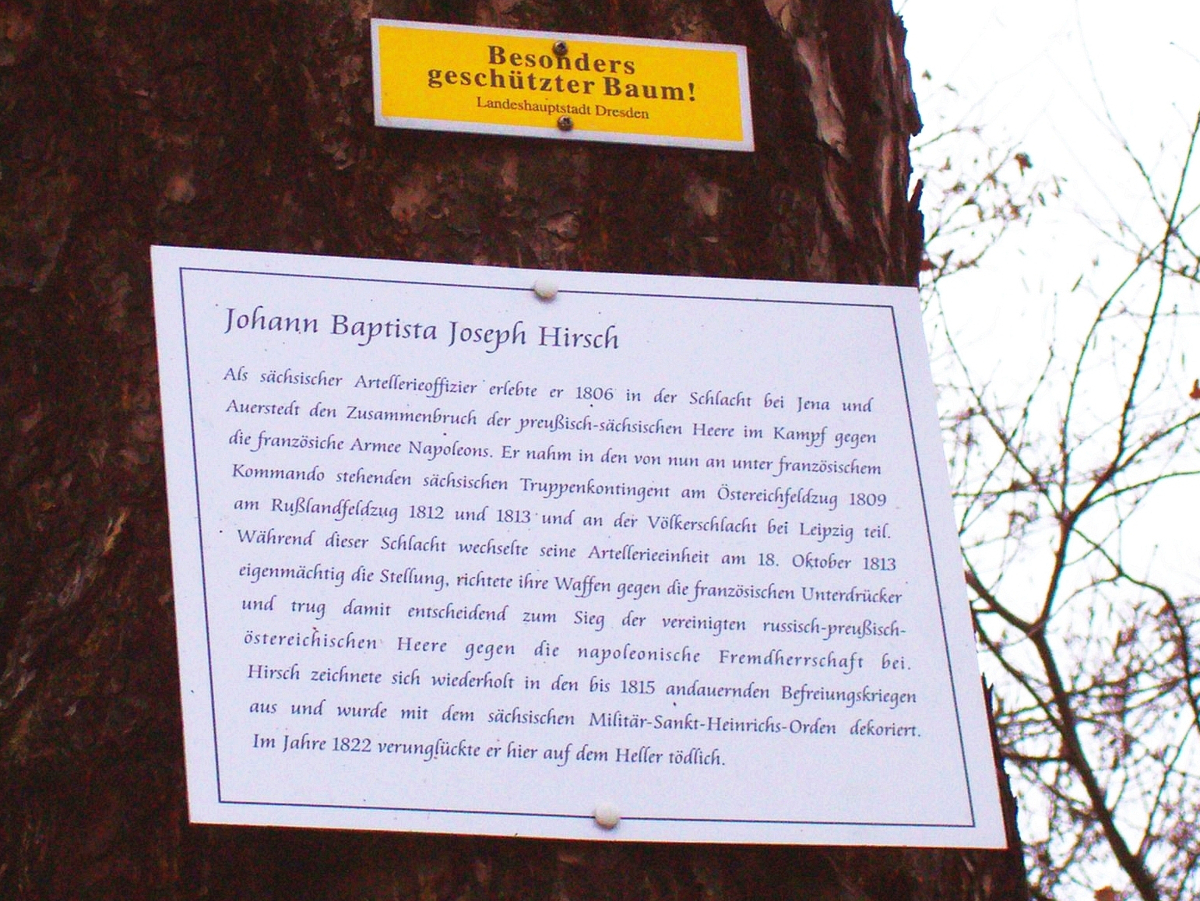 Besonders
geschützter Baum!
Landeshauptstadt Dresden
Johann Baptista Joseph Hirsch
Als sächsischer Artellerieoffizier erlebte er 1806 in der Schlacht bei Jena und
Auerstedt den Zusammenbruch der preußisch-sächsischen Heere im Kampf gegen
die französiche Armee Napoleons. Er nahm in den von nun an unter französischem
Kommando stehenden sächsischen Truppenkontingent am Östereichfeldzug 1809
am Rußlandfeldzug 1812 und 1813 und an der Völkerschlacht bei Leipzig teil.
Während dieser Schlacht wechselte seine Artellerieeinheit am 18. Oktober 1813
eigenmächtig die Stellung, richtete ihre Waffen gegen die französischen Unterdrücker
und trug damit entscheidend zum Sieg der vereinigten russisch-preußisch-
östereichischen Heere gegen die napoleonische Fremdherrschaft bei.
Hirsch zeichnete sich wiederholt in den bis 1815 andauernden Befreiungskriegen
aus und wurde mit dem sächsischen Militär-Sankt-Heinrichs-Orden dekoriert.
Im Jahre 1822 verunglückte er hier auf dem Heller tödlich.